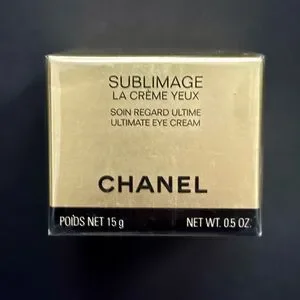 SUBLIMAGE
LA CRÈME YEUX
SOIN REGARD ULTIME
ULTIMATE EYE CREAM
CHANEL
POIDS NET 15 g NET WT. 0.5 OZ.